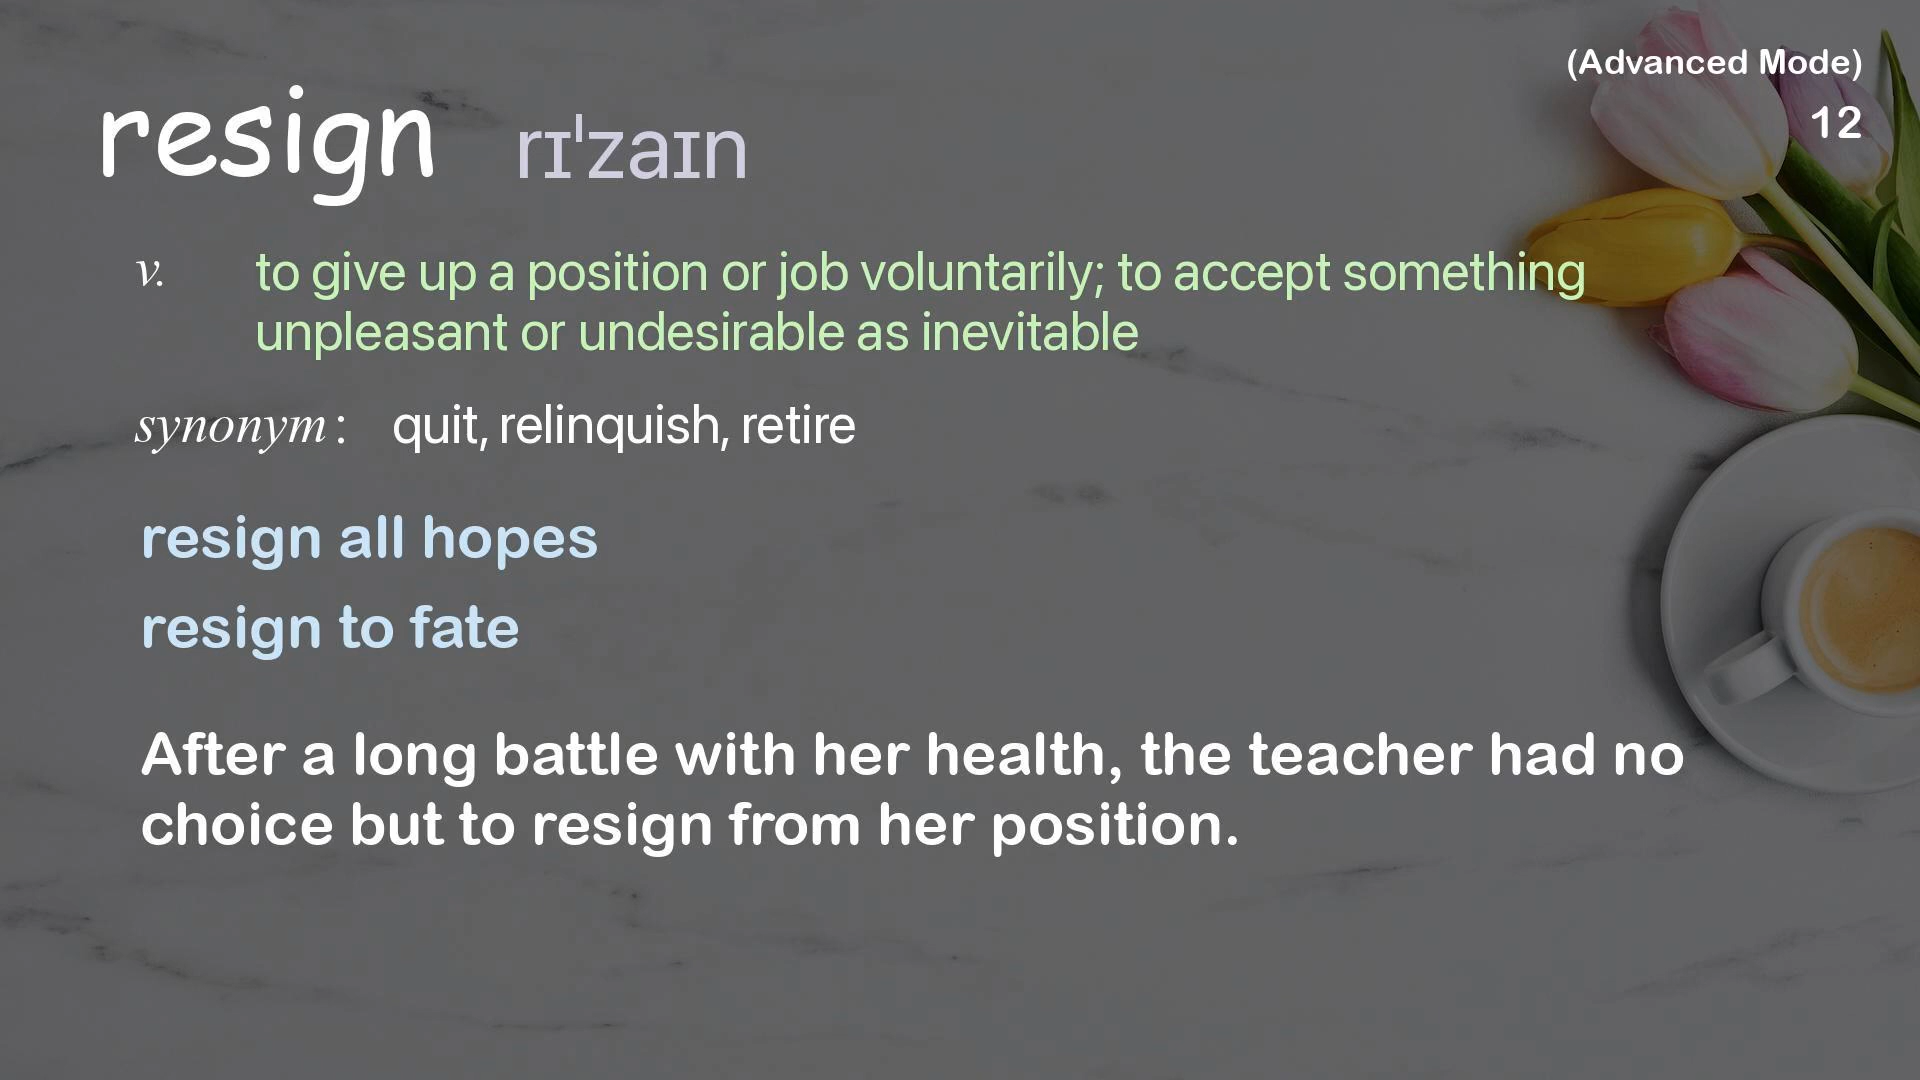 (Advanced Mode)
12
resign rɪˈzaɪn
v. to give up a position or job voluntarily; to accept something
unpleasant or undesirable as inevitable
synonym: quit, relinquish, retire
resign all hopes
resign to fate
After a long battle with her health, the teacher had no
choice but to resign from her position.